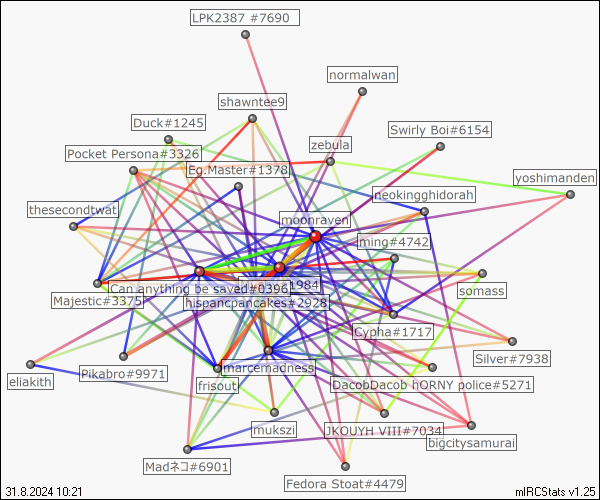 LPK2387 #7690
normalwan
shawntee9
Duck#1245
Swirly Boi#6154
zebula
Pocket Persona#3326
Eg.Master#1378
yoshimanden
neokingghidorah
thesecondtwat
moonraven
ming#4742
somass
1984
Can anything be saved#0396
Majestic#3375
hispancpancakes#2928
Cypha#1717
Silver#7938
marcemadness
eliakith
Pikabro#9971
frisout
DacobDacob hORNY police#5271
mukszi
JKOUYH VIII#7034
bigcitysamurai
Madネコ#6901
Fedora Stoat#4479
31.8.2024 10:21
mIRCStats v1.25